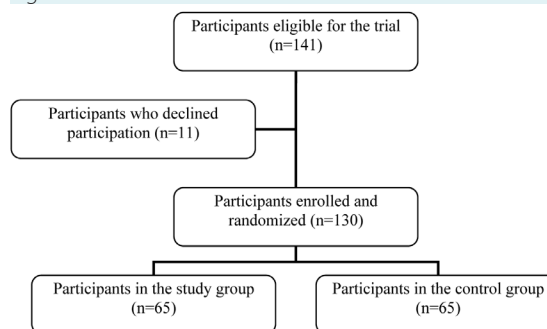 Participants eligible for the trial
(n=141)
Participants who declined
participation (n=11)
Participants enrolled and
randomized (n=130)
Participants in the study group
(n=65)
Participants in the control group
(n=65)